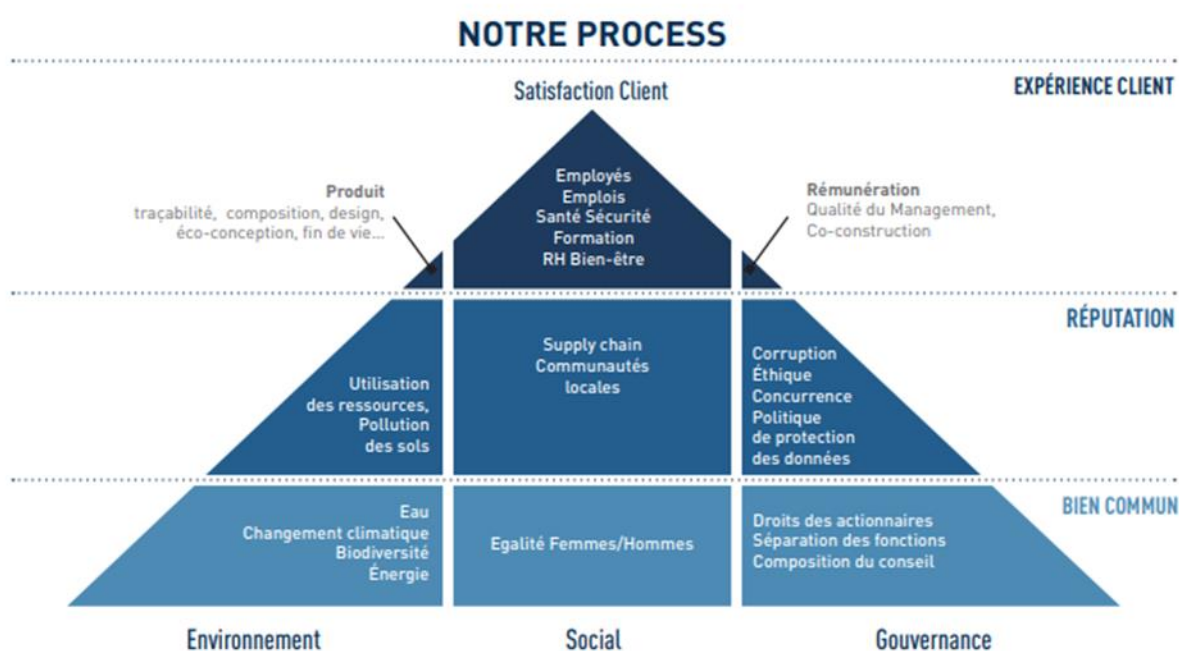 NOTRE PROCESS
EXPÉRIENCE CLIENT
Satisfaction Client
Produit
traçabilité, composition, design,
éco-conception, fin de vie...
Employés
Emplois
Santé Sécurité
Formation
RH Bien-être
Rémunération
Qualité du Management,
Co-construction
RÉPUTATION
Utilisation
des ressources,
Pollution
des sols
Supply chain
Communautés
locales
Corruption
Éthique
Concurrence
Politique
de protection
des données
BIEN COMMUN
Eau
Changement climatique
Biodiversité
Énergie
Egalité Femmes/Hommes
Droits des actionnaires
Séparation des fonctions
Composition du conseil
Environnement
Social
Gouvernance